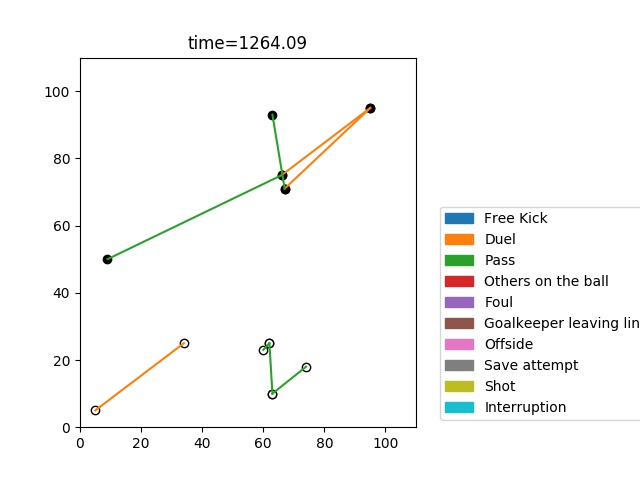 time=1264.09
100
80
60
40
20
0
0 20 40 60 80 100
Free Kick
Duel
Pass
Others on the ball
Foul
Goalkeeper leaving lin
Offside
Save attempt
Shot
Interruption